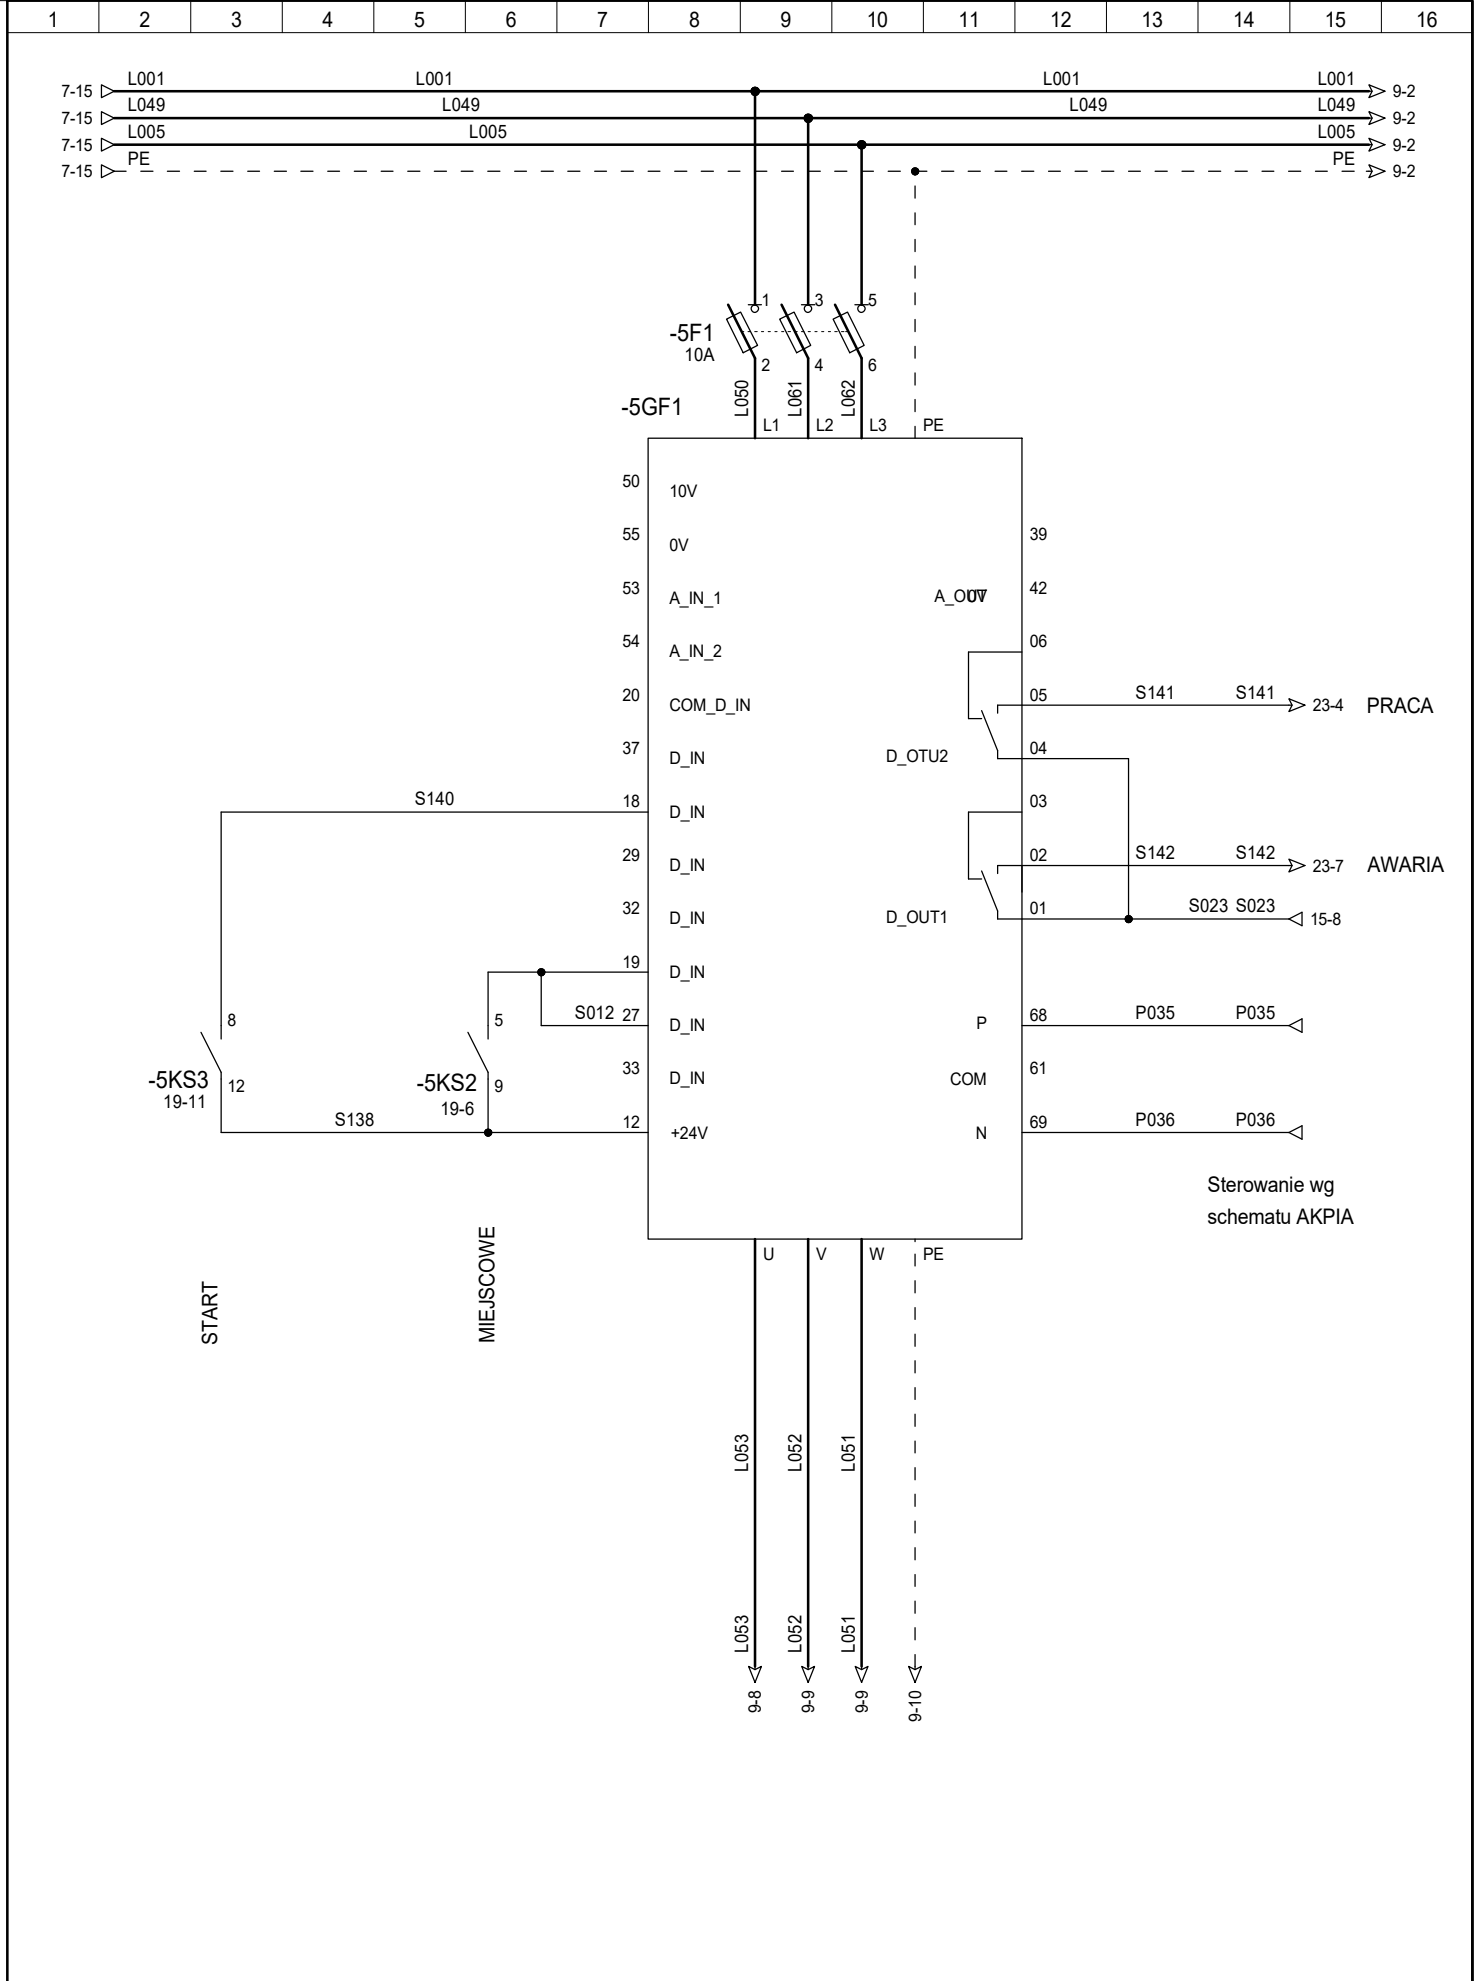 1 2 3 4 5 6 7 8 9 10 11 12 13 14 15 16
7-15 L001 L001 L001 L001 9-2
7-15 L049 L049 L049 L049 9-2
7-15 L005 L005 L005 9-2
7-15 PE PE 9-2
1 3 5
-5F1
10A
2 4 6
L050 L061 L062
-5GF1
L1 L2 L3 PE
50 10V
55 0V 39
53 A_IN_1 A_OUT 0V 42
54 A_IN_2 06
20 COM_D_IN 05 S141 S141 23-4 PRACA
37 D_IN D_OTU2 04
S140 18 D_IN 03
29 D_IN 02 S142 S142 23-7 AWARIA
32 D_IN D_OUT1 01 S023 S023 15-8
19 D_IN
8 5 S012 27 D_IN P 68 P035 P035
-5KS3 12 -5KS2 9 33 D_IN COM 61
19-11 19-6
S138 12 +24V N 69 P036 P036
Sterowanie wg
schematu AKPIA
START MIEJSCOWE
U V W PE
L053 L052 L051
L053 L052 L051
9-8 9-9 9-9 9-10